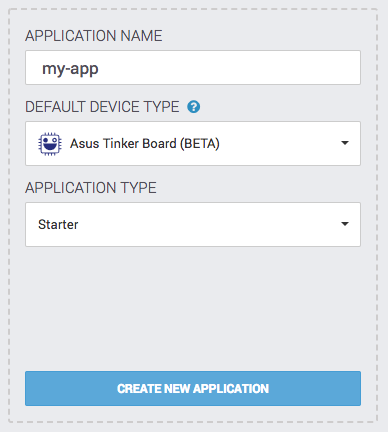 APPLICATION NAME
my-app
DEFAULT DEVICE TYPE ?
Asus Tinker Board (BETA)
APPLICATION TYPE
Starter
CREATE NEW APPLICATION